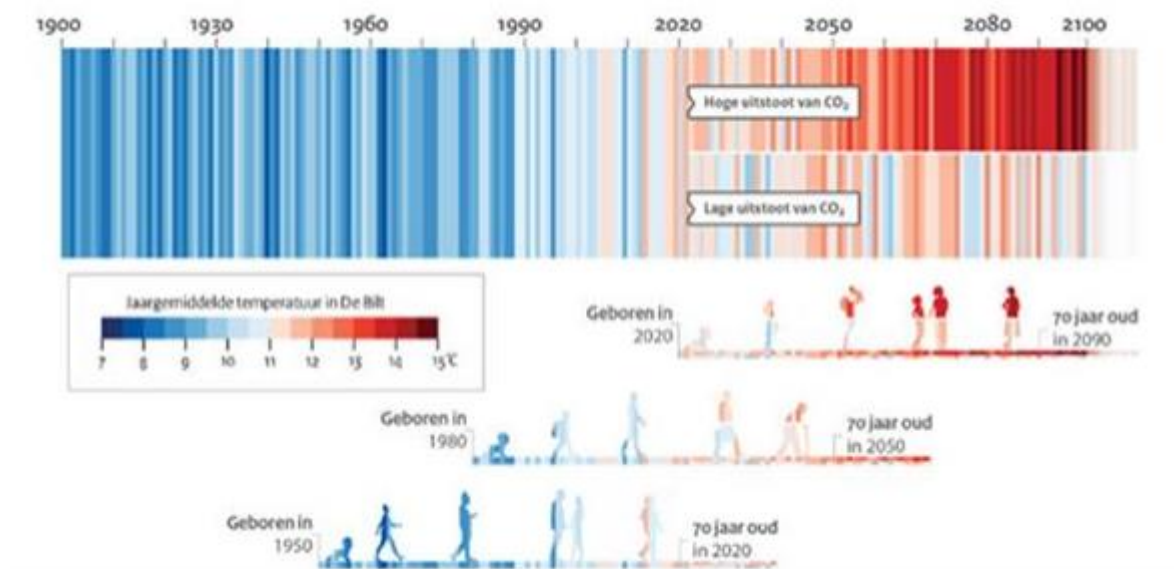 1900 1930 1960 1990 2020 2050 2080 2100
Hoge uitstoot van CO₂
Lage uitstoot van CO₂
Jaargemiddelde temperatuur in De Bilt
7 8 9 10 11 12 13 14 15°C
Geboren in
2020
70 jaar oud
in 2090
Geboren in
1980
70 jaar oud
in 2050
Geboren in
1950
70 jaar oud
in 2020